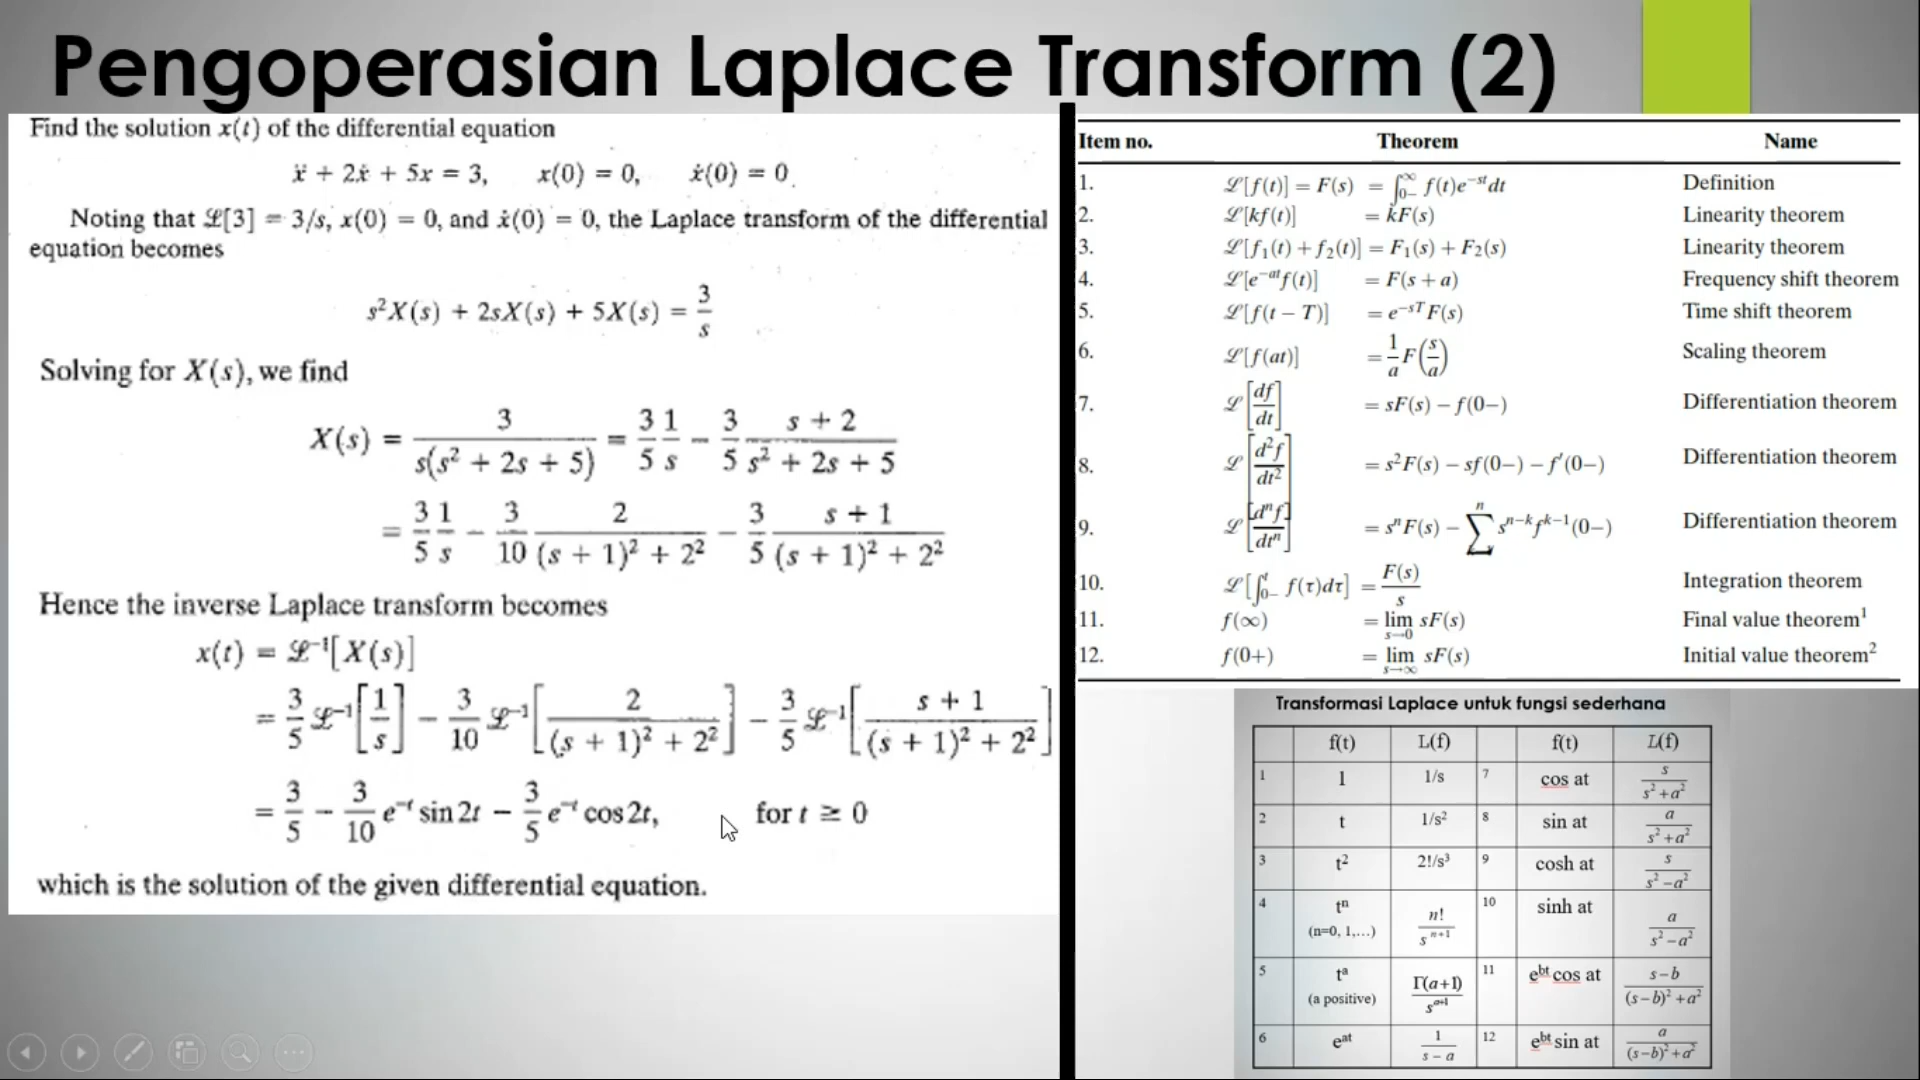 Pengoperasian Laplace Transform (2)
Find the solution x(t) of the differential equation
ẍ + 2ẋ + 5x = 3, x(0) = 0, ẋ(0) = 0
Noting that ℒ[3] = 3/s, x(0) = 0, and ẋ(0) = 0, the Laplace transform of the differential
equation becomes
s²X(s) + 2sX(s) + 5X(s) = 3/s
Solving for X(s), we find
X(s) = 3/(s(s² + 2s + 5)) = 3/5 1/s − 3/5 (s + 2)/(s² + 2s + 5)
= 3/5 1/s − 3/10 2/((s + 1)² + 2²) − 3/5 (s + 1)/((s + 1)² + 2²)
Hence the inverse Laplace transform becomes
x(t) = ℒ⁻¹[X(s)]
= 3/5 ℒ⁻¹[1/s] − 3/10 ℒ⁻¹[2/((s + 1)² + 2²)] − 3/5 ℒ⁻¹[(s + 1)/((s + 1)² + 2²)]
= 3/5 − 3/10 e⁻ᵗ sin 2t − 3/5 e⁻ᵗ cos 2t, for t ≥ 0
which is the solution of the given differential equation.
Item no. Theorem Name
1. ℒ[f(t)] = F(s) = ∫₀₋^∞ f(t)e⁻ˢᵗdt Definition
2. ℒ[kf(t)] = kF(s) Linearity theorem
3. ℒ[f₁(t) + f₂(t)] = F₁(s) + F₂(s) Linearity theorem
4. ℒ[e⁻ᵃᵗf(t)] = F(s + a) Frequency shift theorem
5. ℒ[f(t − T)] = e⁻ˢᵀF(s) Time shift theorem
6. ℒ[f(at)] = 1/a F(s/a) Scaling theorem
7. ℒ[df/dt] = sF(s) − f(0−) Differentiation theorem
8. ℒ[d²f/dt²] = s²F(s) − sf(0−) − f′(0−) Differentiation theorem
9. ℒ[dⁿf/dtⁿ] = sⁿF(s) − Σⁿ sⁿ⁻ᵏfᵏ⁻¹(0−) Differentiation theorem
10. ℒ[∫₀₋ᵗ f(τ)dτ] = F(s)/s Integration theorem
11. f(∞) = lim s→0 sF(s) Final value theorem¹
12. f(0+) = lim s→∞ sF(s) Initial value theorem²
Transformasi Laplace untuk fungsi sederhana
f(t) L(f) f(t) L(f)
1 1 1/s 7 cos at s/(s²+a²)
2 t 1/s² 8 sin at a/(s²+a²)
3 t² 2!/s³ 9 cosh at s/(s²−a²)
4 tⁿ (n=0, 1,...) n!/sⁿ⁺¹ 10 sinh at a/(s²−a²)
5 tᵃ (a positive) Γ(a+1)/sᵃ⁺¹ 11 eᵇᵗ cos at (s−b)/((s−b)²+a²)
6 eᵃᵗ 1/(s−a) 12 eᵇᵗ sin at a/((s−b)²+a²)